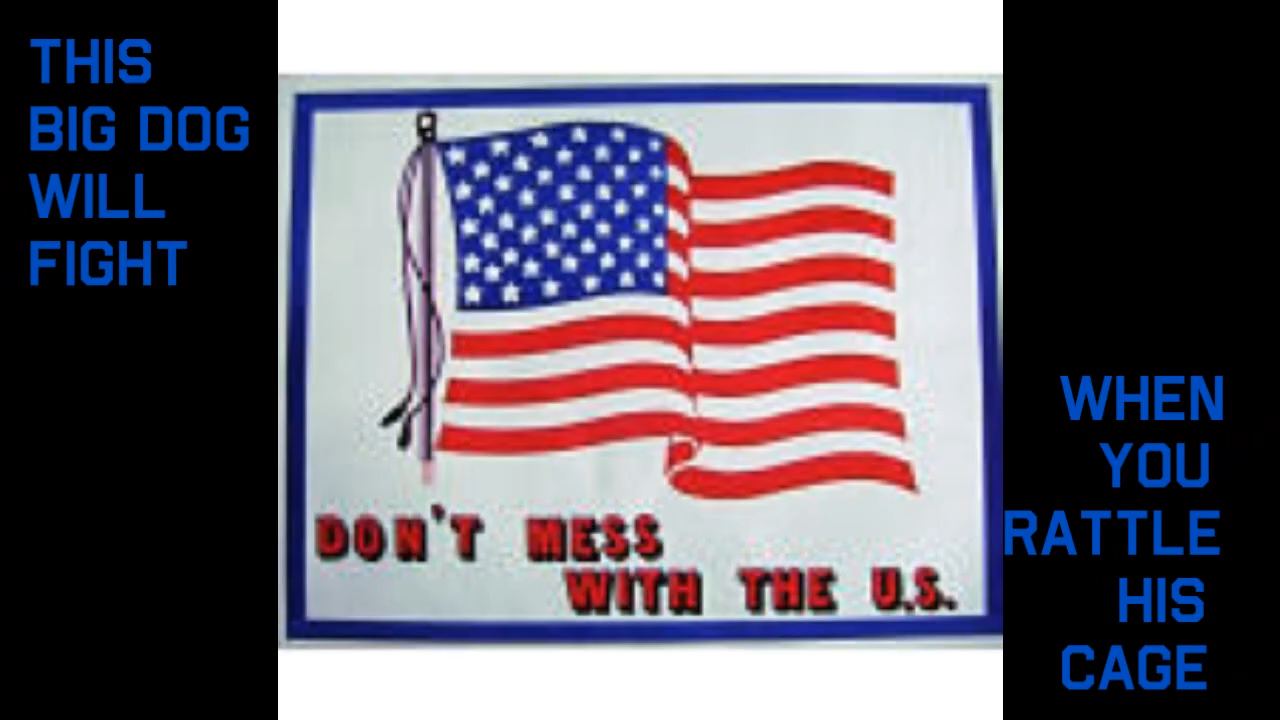 THIS
BIG DOG
WILL
FIGHT
DON'T MESS
WITH THE U.S.
WHEN
YOU
RATTLE
HIS
CAGE